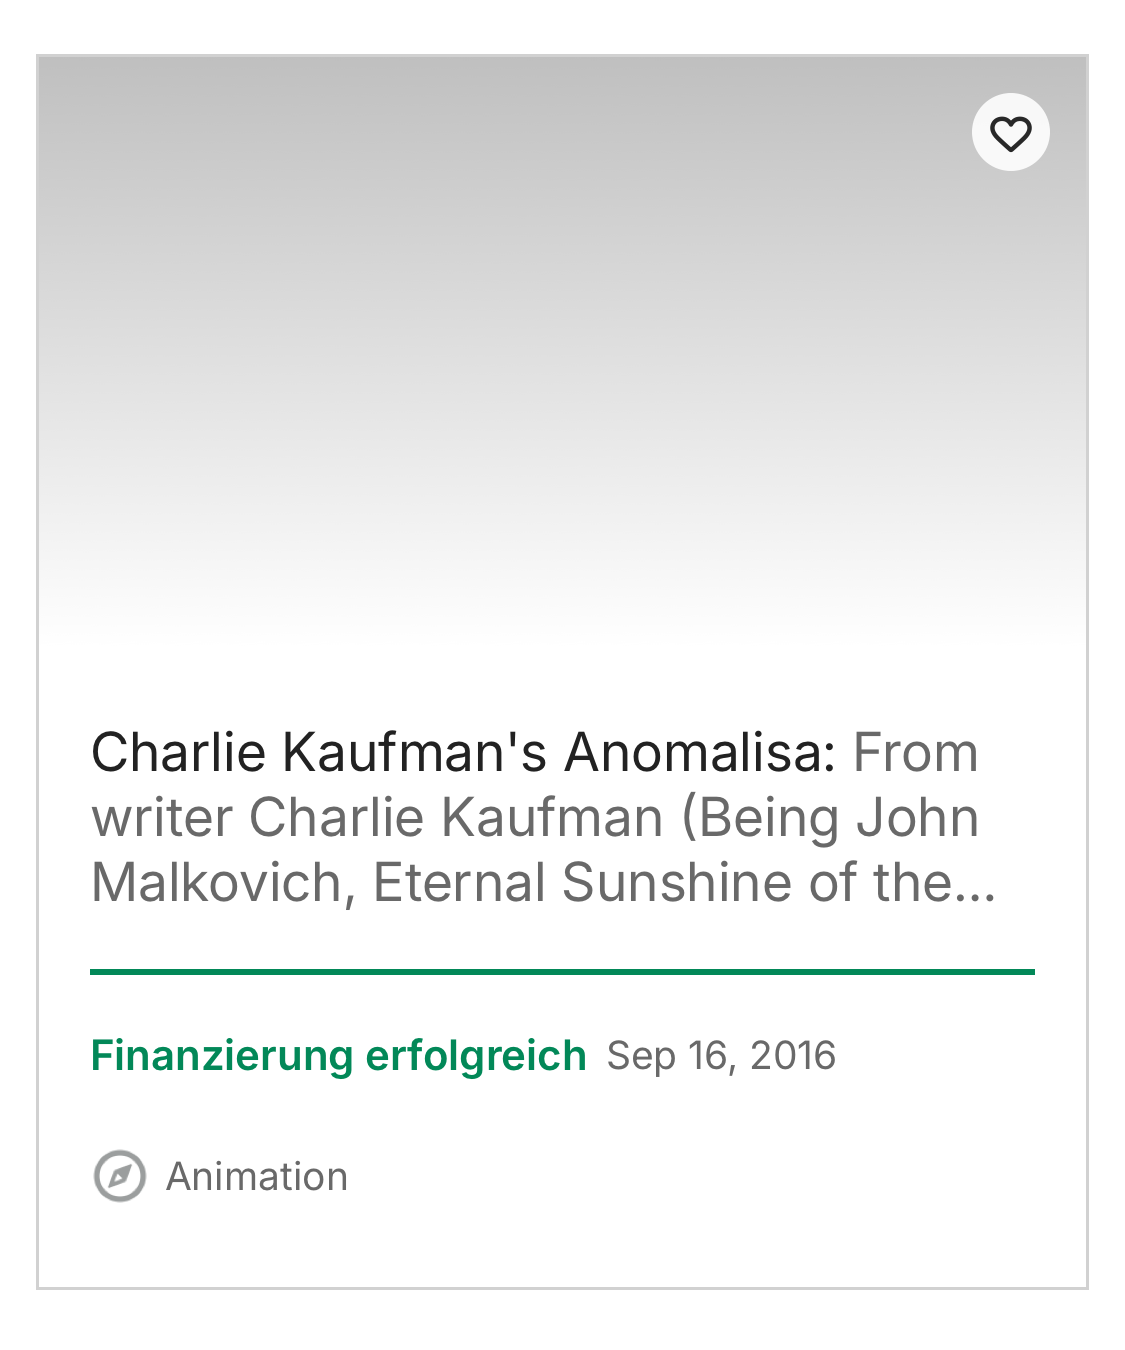 Charlie Kaufman's Anomalisa: From
writer Charlie Kaufman (Being John
Malkovich, Eternal Sunshine of the...
Finanzierung erfolgreich Sep 16, 2016
Animation